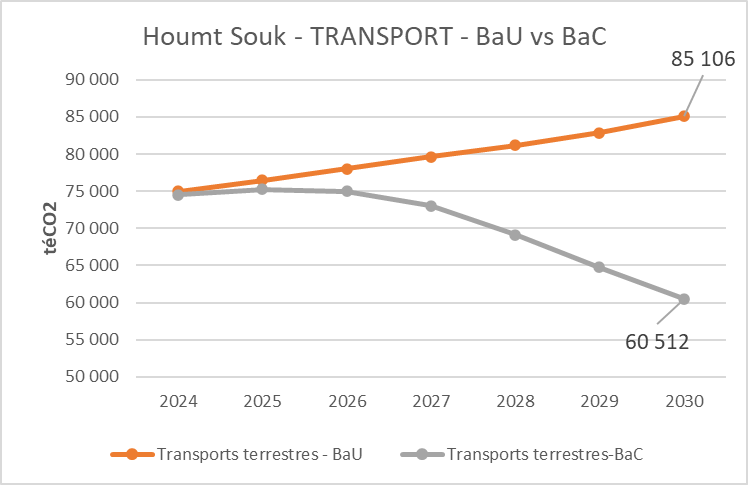 Houmt Souk - TRANSPORT - BaU vs BaC
85 106
90 000
85 000
80 000
75 000
70 000
65 000
60 000
55 000
50 000
téCO2
60 512
2024 2025 2026 2027 2028 2029 2030
Transports terrestres - BaU Transports terrestres-BaC